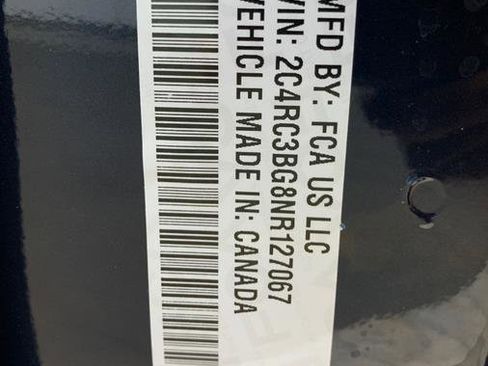 MFD BY: FCA US LLC
VIN: 2C4RC3BG8NR127067
VEHICLE MADE IN: CANADA